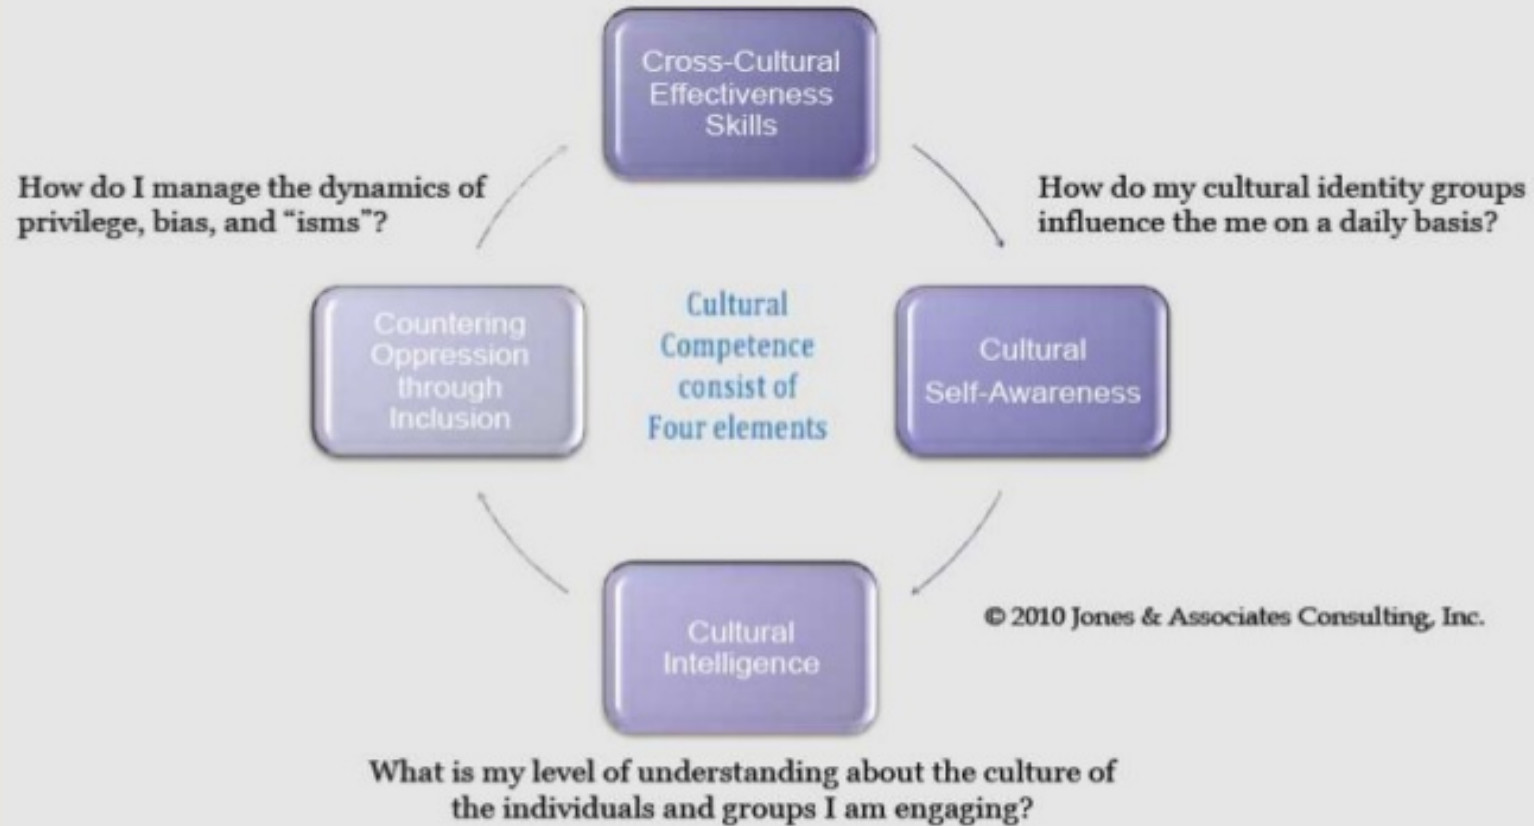 Cross-Cultural
Effectiveness
Skills
How do I manage the dynamics of
privilege, bias, and “isms”?
How do my cultural identity groups
influence the me on a daily basis?
Countering
Oppression
through
Inclusion
Cultural
Competence
consist of
Four elements
Cultural
Self-Awareness
Cultural
Intelligence
© 2010 Jones & Associates Consulting, Inc.
What is my level of understanding about the culture of
the individuals and groups I am engaging?